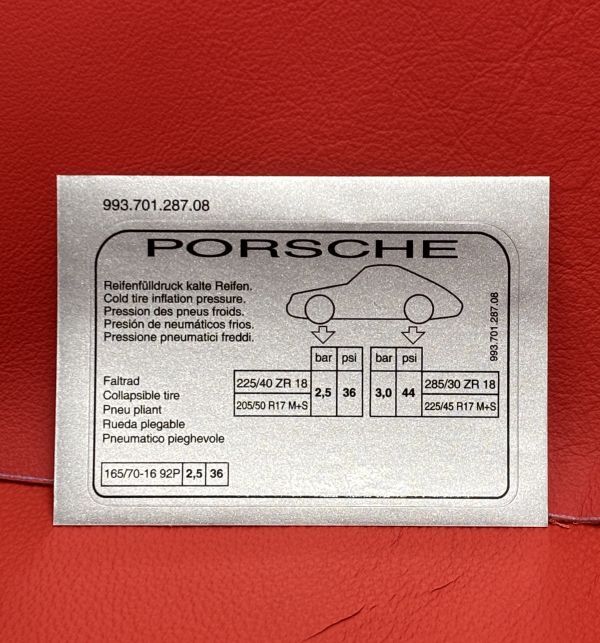 993.701.287.08
PORSCHE
Reifenfülldruck kalte Reifen.
Cold tire inflation pressure.
Pression des pneus froids.
Presión de neumáticos frios.
Pressione pneumatici freddi.
993.701.287.08
bar psi bar psi
Faltrad
Collapsible tire
Pneu pliant
Rueda plegable
Pneumatico pieghevole
225/40 ZR 18 2,5 36 3,0 44 285/30 ZR 18
205/50 R17 M+S 225/45 R17 M+S
165/70-16 92P 2,5 36